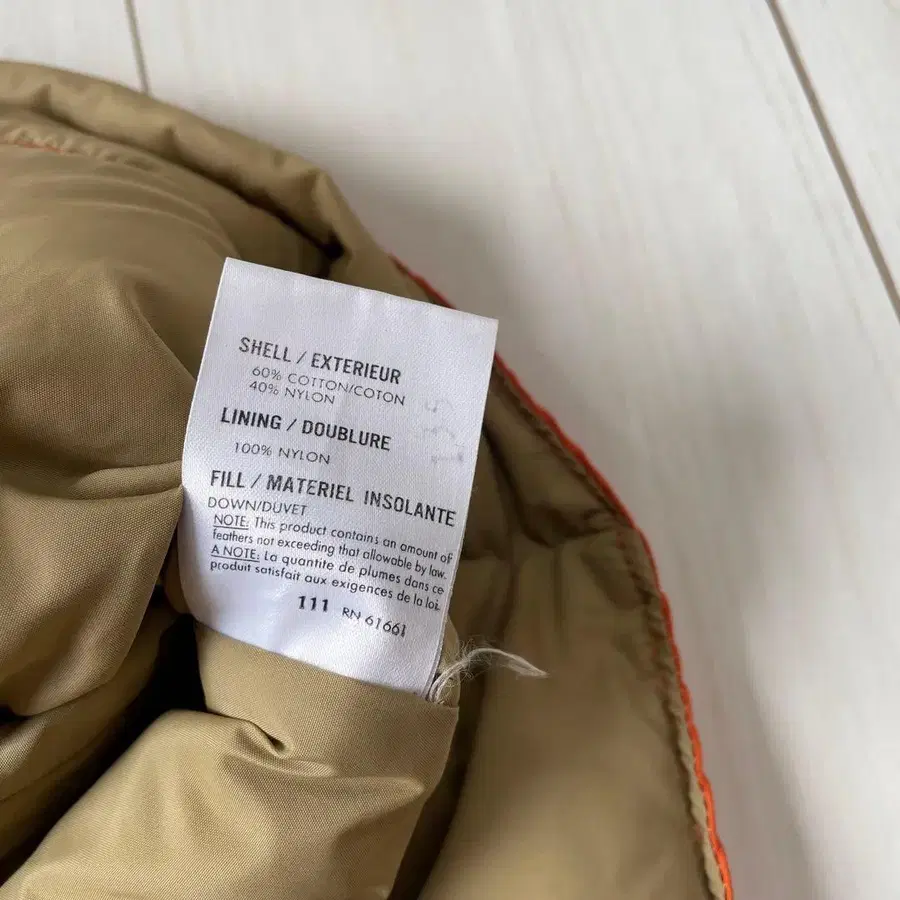 SHELL / EXTERIEUR
60% COTTON/COTON
40% NYLON
LINING / DOUBLURE
100% NYLON
FILL / MATERIEL INSOLANTE
DOWN/DUVET
NOTE: This product contains an amount of
feathers not exceeding that allowable by law.
A NOTE: La quantite de plumes dans ce
produit satisfait aux exigences de la loi.
111 RN 61661